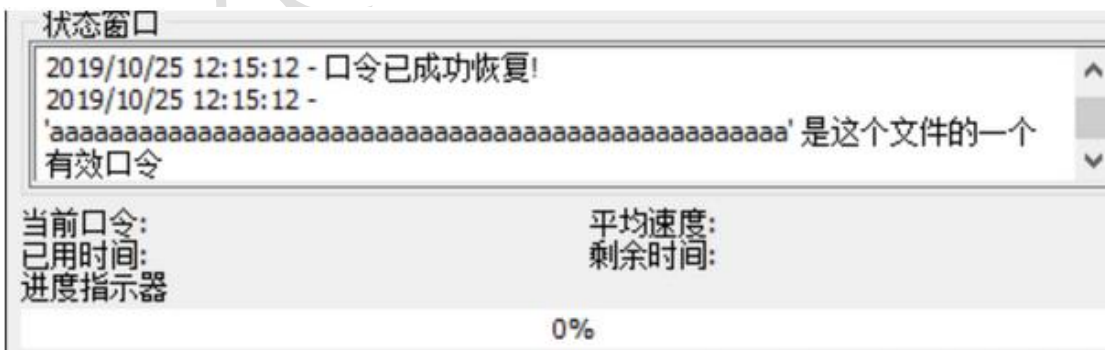 状态窗口
2019/10/25 12:15:12 - 口令已成功恢复!
2019/10/25 12:15:12 -
'aaaaaaaaaaaaaaaaaaaaaaaaaaaaaaaaaaaaaaaaaaaaaaaaaa' 是这个文件的一个
有效口令
当前口令:
平均速度:
已用时间:
剩余时间:
进度指示器
0%